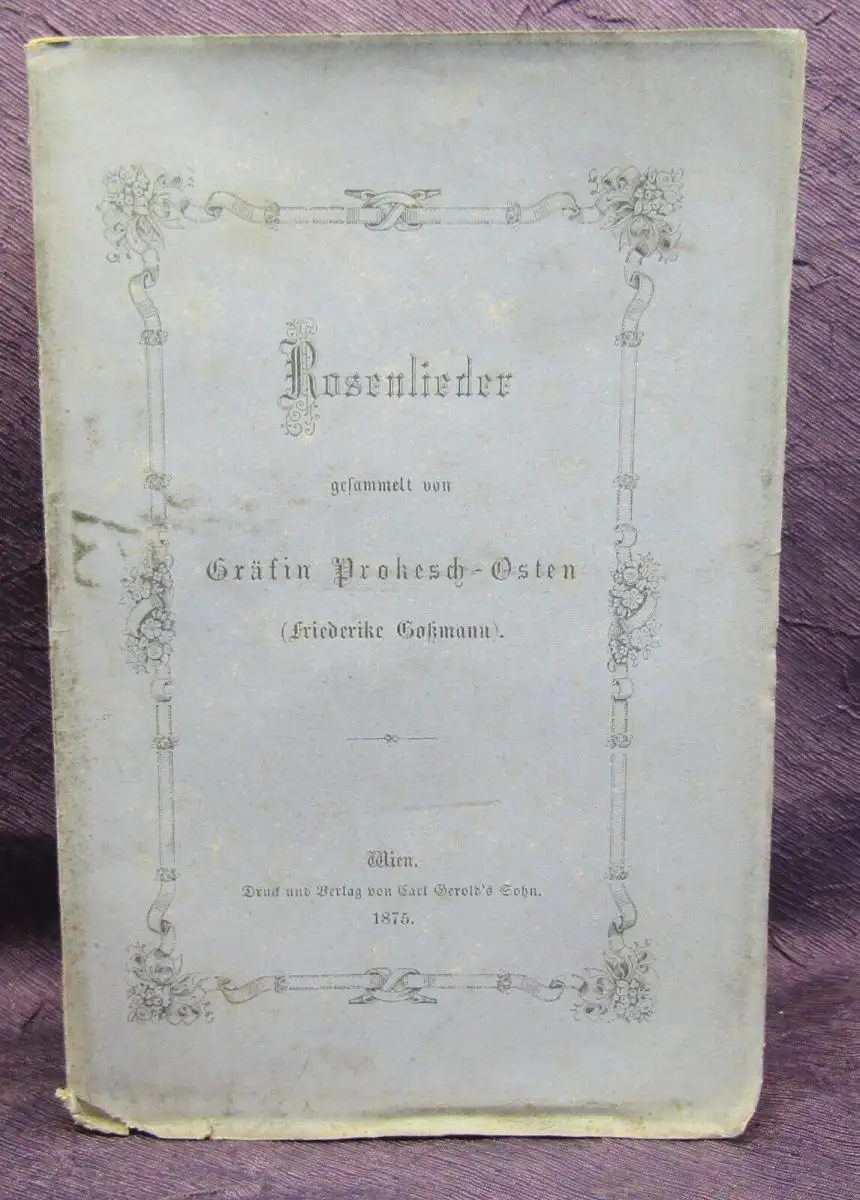 Rosenlieder
gesammelt von
Gräfin Prokesch-Osten
(Friederike Goßmann).
Wien.
Druck und Verlag von Carl Gerold's Sohn.
1875.